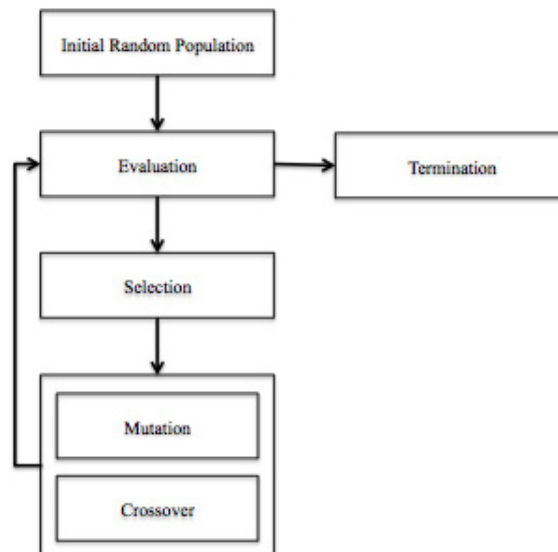 Initial Random Population
Evaluation
Termination
Selection
Mutation
Crossover